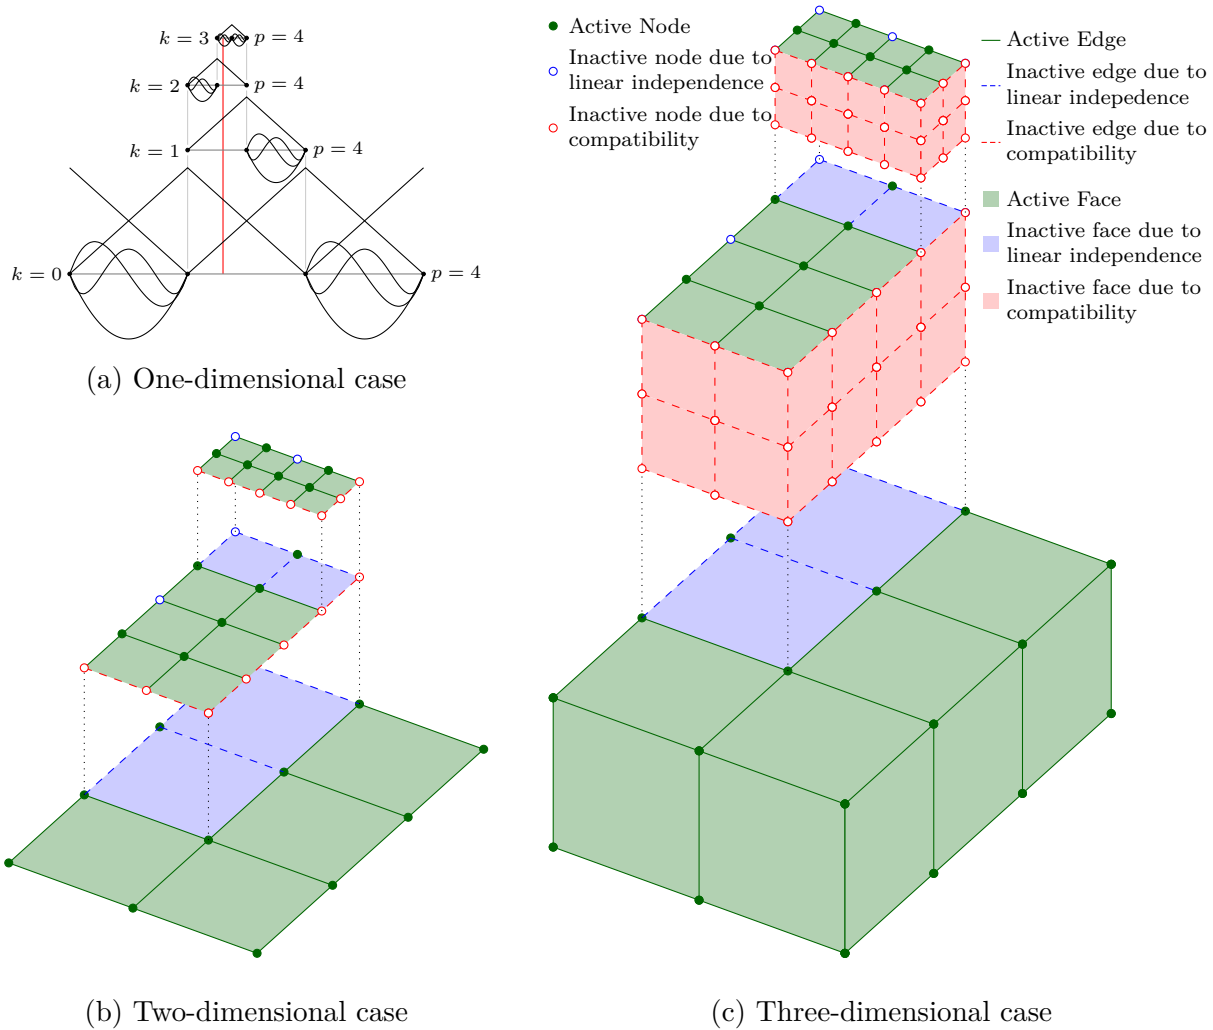 k = 3
p = 4
k = 2
p = 4
k = 1
p = 4
k = 0
p = 4
(a) One-dimensional case
Active Node
Inactive node due to
linear independence
Inactive node due to
compatibility
Active Edge
Inactive edge due to
linear indepedence
Inactive edge due to
compatibility
Active Face
Inactive face due to
linear independence
Inactive face due to
compatibility
(b) Two-dimensional case
(c) Three-dimensional case